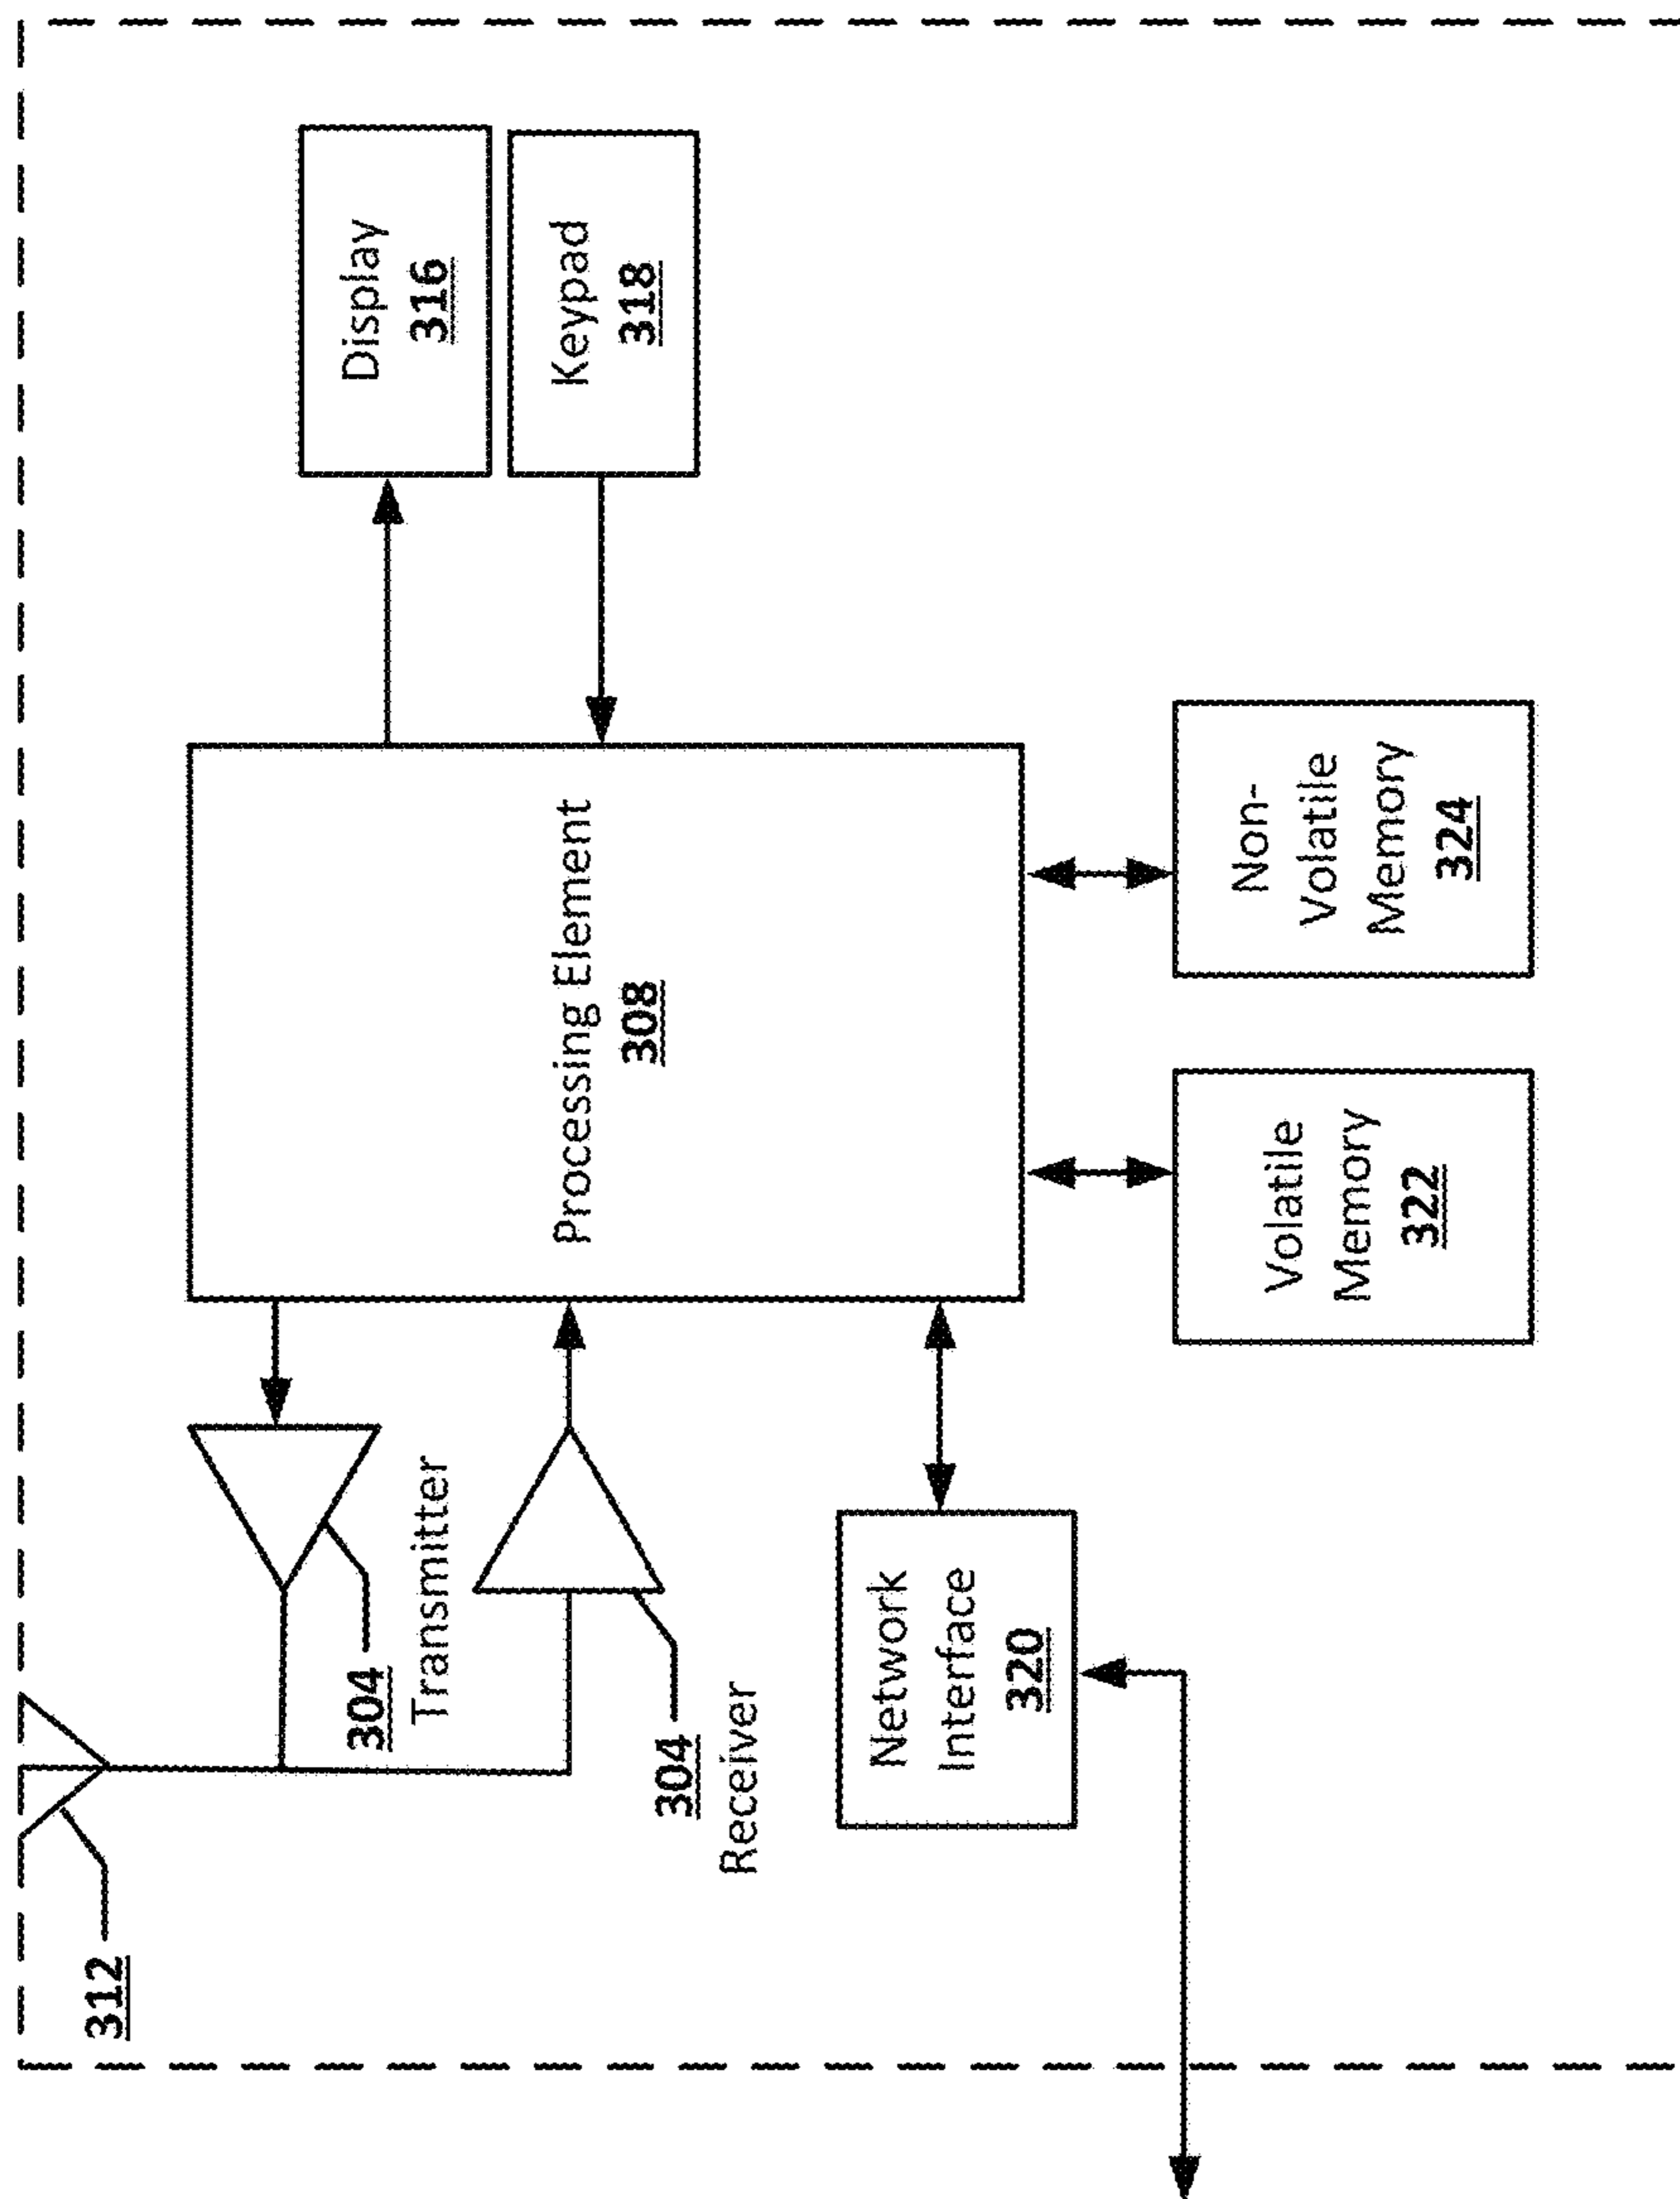 312
304
Transmitter
304
Receiver
Network
Interface
320
Processing Element
308
Display
316
Keypad
318
Volatile
Memory
322
Non-
Volatile
Memory
324